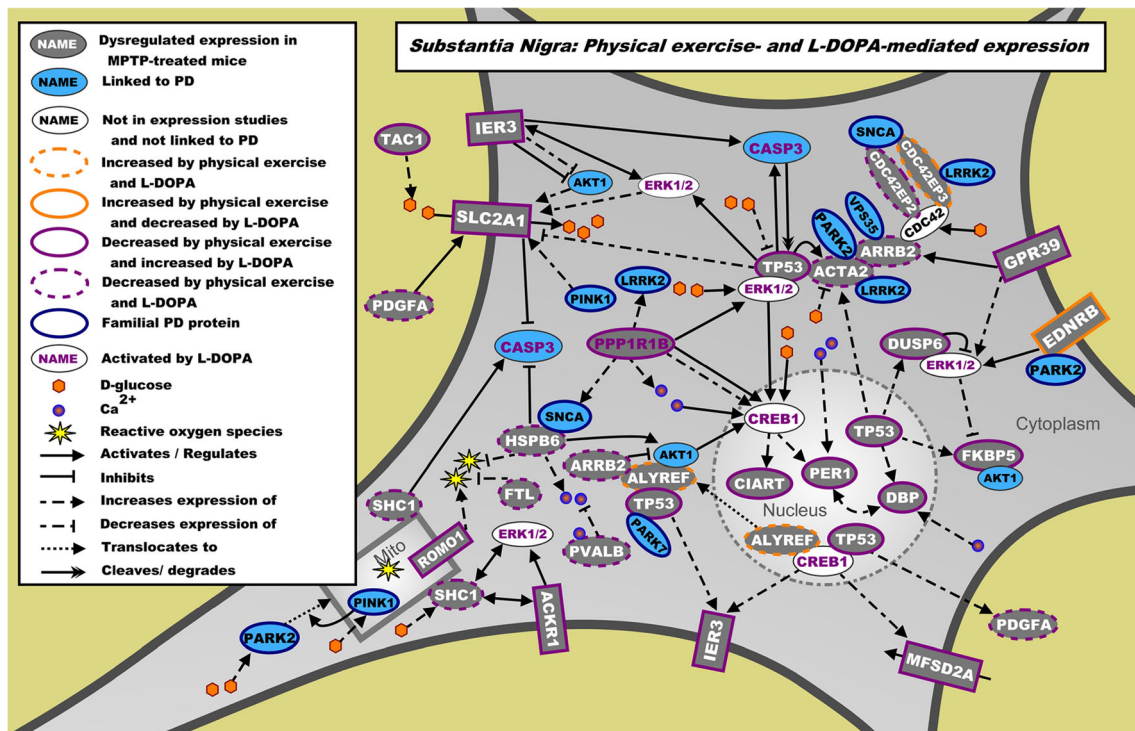 NAME
Dysregulated expression in
MPTP-treated mice
NAME
Linked to PD
NAME
Not in expression studies
and not linked to PD
Increased by physical exercise
and L-DOPA
Increased by physical exercise
and decreased by L-DOPA
Decreased by physical exercise
and increased by L-DOPA
Decreased by physical exercise
and L-DOPA
Familial PD protein
NAME
Activated by L-DOPA
D-glucose
Ca2+
Reactive oxygen species
Activates / Regulates
Inhibits
Increases expression of
Decreases expression of
Translocates to
Cleaves/ degrades
Substantia Nigra: Physical exercise- and L-DOPA-mediated expression
TAC1
IER3
CASP3
SNCA
CDC42EP2
CDC42EP3
LRRK2
AKT1
ERK1/2
SLC2A1
PARK2
VPS35
CDC42
ARRB2
GPR39
TP53
ACTA2
ERK1/2
LRRK2
PDGFA
PINK1
LRRK2
EDNRB
PARK2
CASP3
PPP1R1B
DUSP6
ERK1/2
SNCA
CREB1
Cytoplasm
HSPB6
TP53
ARRB2
AKT1
ALYREF
FKBP5
AKT1
CIART
PER1
DBP
SHC1
FTL
TP53
PARK7
Nucleus
Mito
ROMO1
ERK1/2
PVALB
ALYREF
TP53
CREB1
PINK1
SHC1
ACKR1
PARK2
IER3
PDGFA
MFSD2A